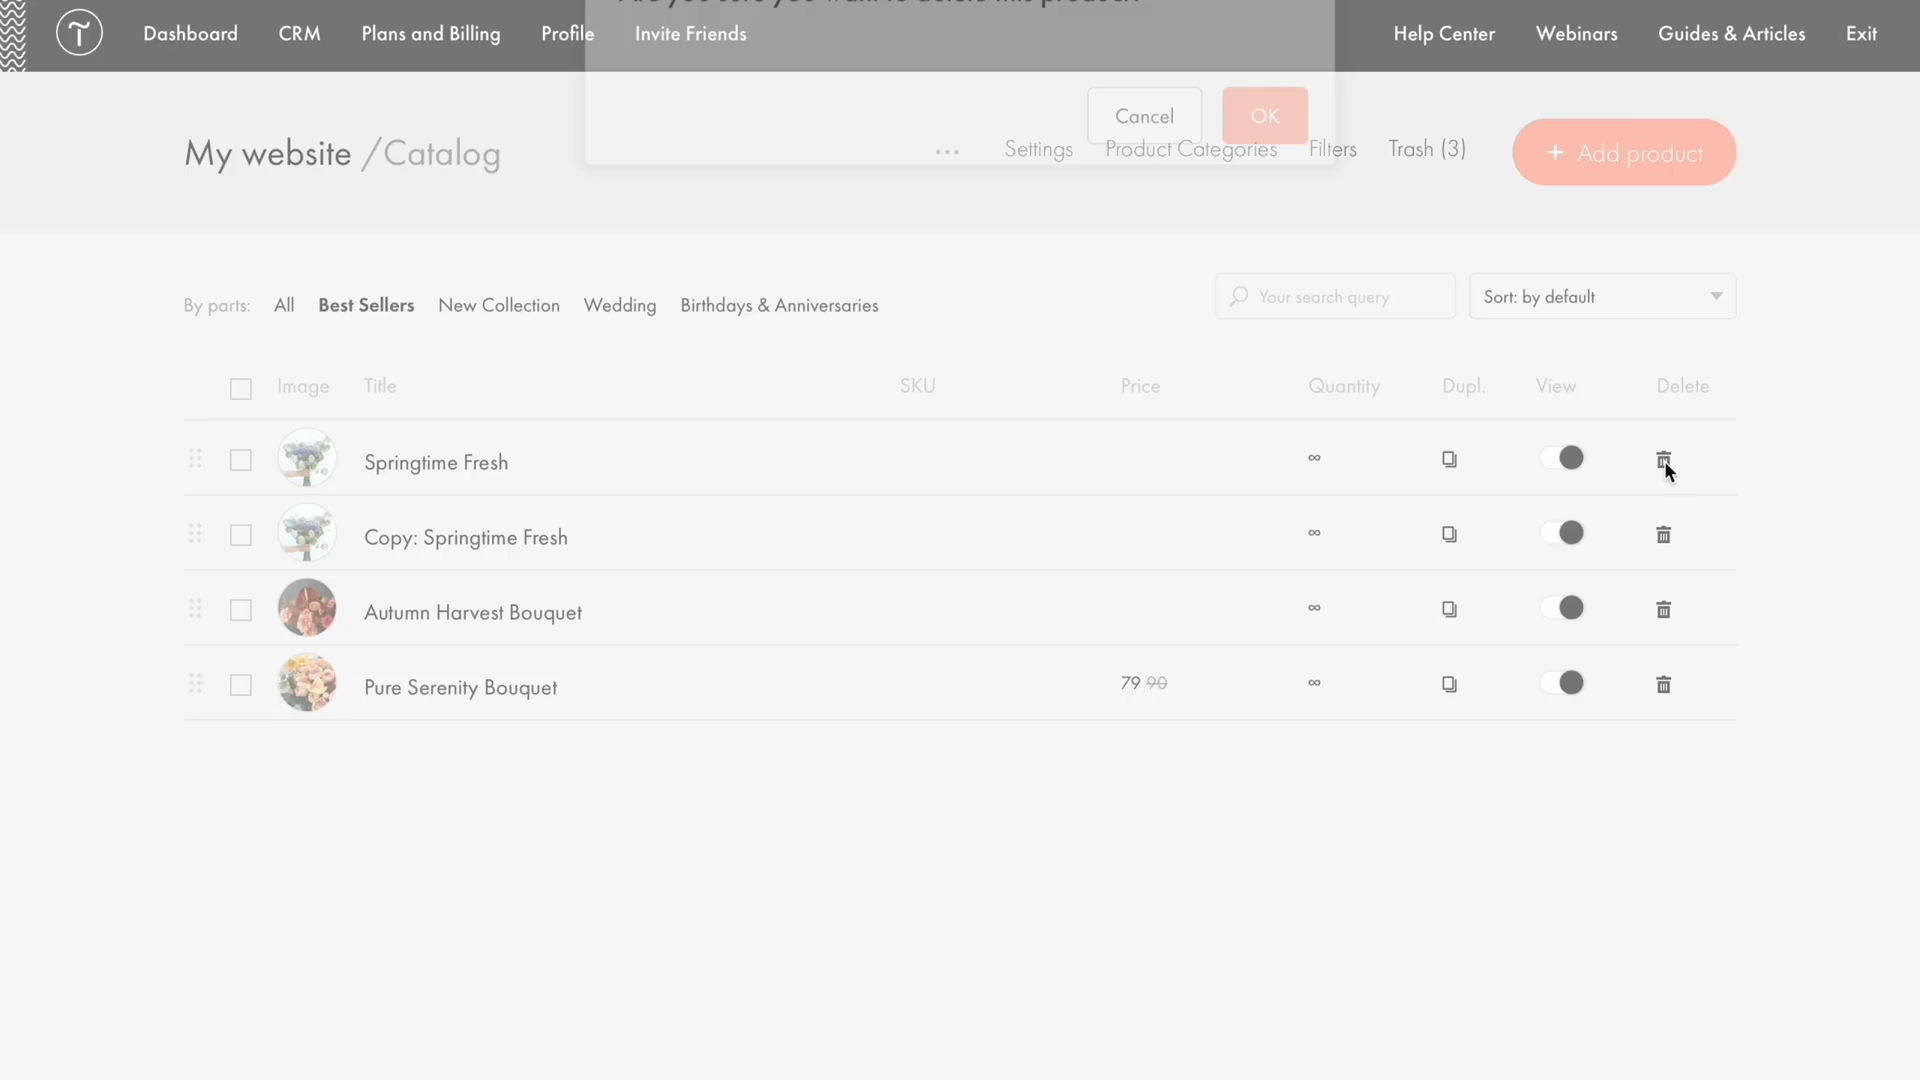 Are you sure you want to delete this product?
Dashboard CRM Plans and Billing Profile Invite Friends Help Center Webinars Guides & Articles Exit
Cancel OK
My website /Catalog ... Settings Product Categories Filters Trash (3) + Add product
By parts: All Best Sellers New Collection Wedding Birthdays & Anniversaries Your search query Sort: by default
Image Title SKU Price Quantity Dupl. View Delete
Springtime Fresh ∞
Copy: Springtime Fresh ∞
Autumn Harvest Bouquet ∞
Pure Serenity Bouquet 79 90 ∞